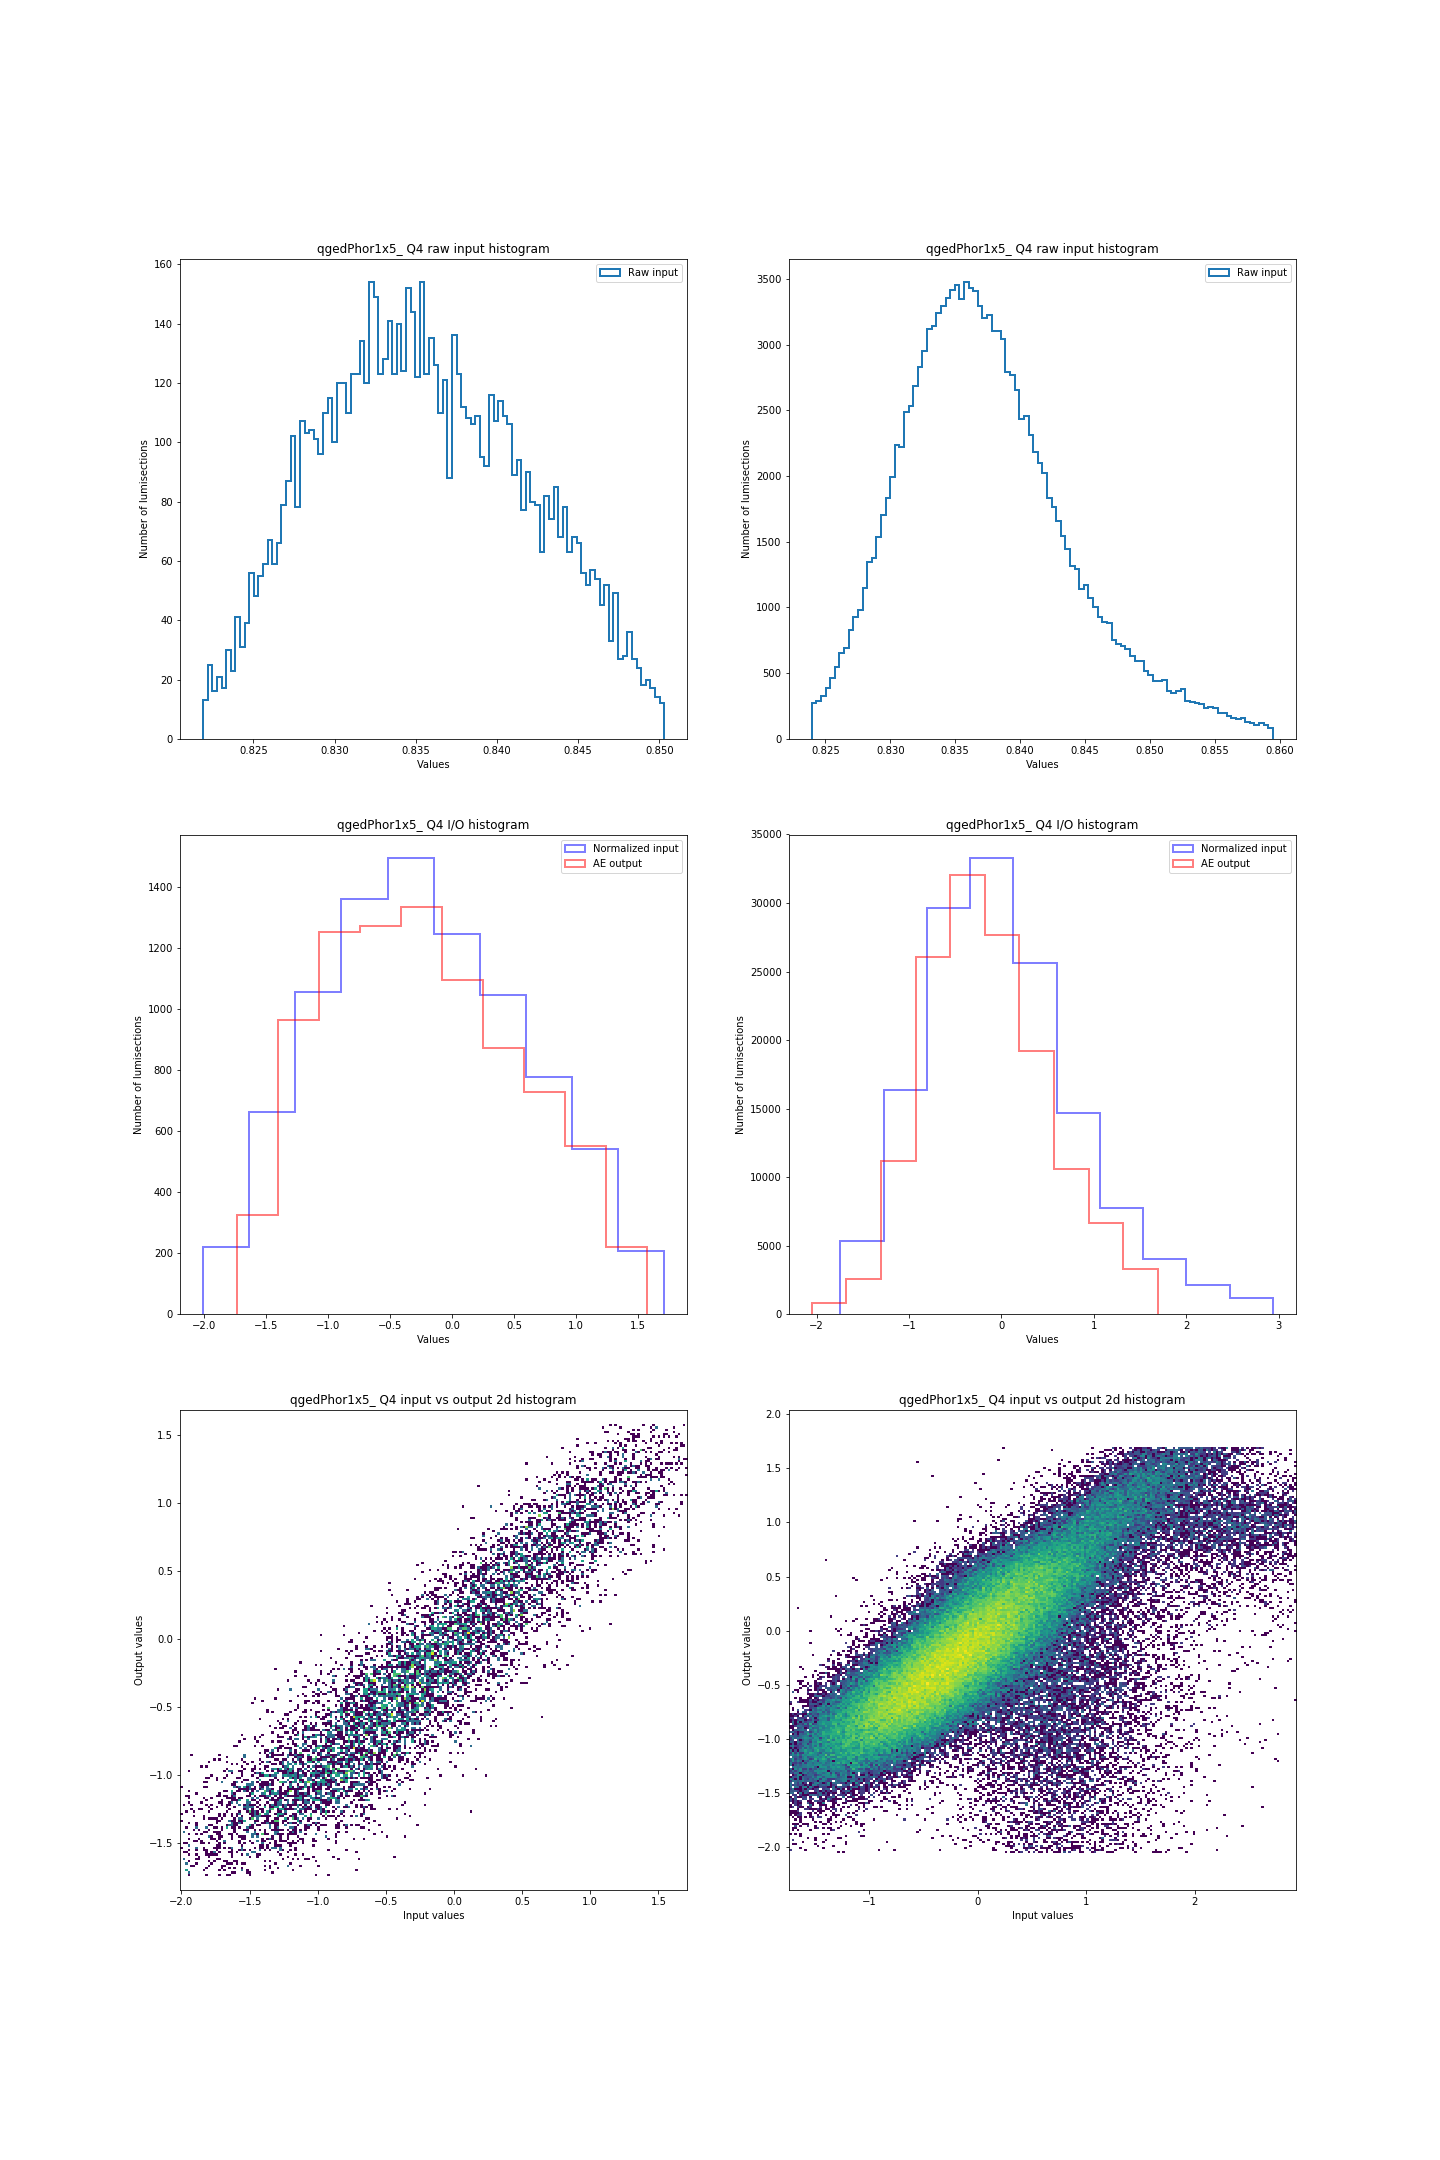 qgedPhor1x5_ Q4 raw input histogram
Raw input
Number of lumisections
160
140
120
100
80
60
40
20
0
0.825 0.830 0.835 0.840 0.845 0.850
Values
qgedPhor1x5_ Q4 raw input histogram
Raw input
Number of lumisections
3500
3000
2500
2000
1500
1000
500
0
0.825 0.830 0.835 0.840 0.845 0.850 0.855 0.860
Values
qgedPhor1x5_ Q4 I/O histogram
Normalized input
AE output
Number of lumisections
1400
1200
1000
800
600
400
200
0
−2.0 −1.5 −1.0 −0.5 0.0 0.5 1.0 1.5
Values
qgedPhor1x5_ Q4 I/O histogram
Normalized input
AE output
Number of lumisections
35000
30000
25000
20000
15000
10000
5000
0
−2 −1 0 1 2 3
Values
qgedPhor1x5_ Q4 input vs output 2d histogram
Output values
1.5
1.0
0.5
0.0
−0.5
−1.0
−1.5
−2.0 −1.5 −1.0 −0.5 0.0 0.5 1.0 1.5
Input values
qgedPhor1x5_ Q4 input vs output 2d histogram
Output values
2.0
1.5
1.0
0.5
0.0
−0.5
−1.0
−1.5
−2.0
−1 0 1 2
Input values